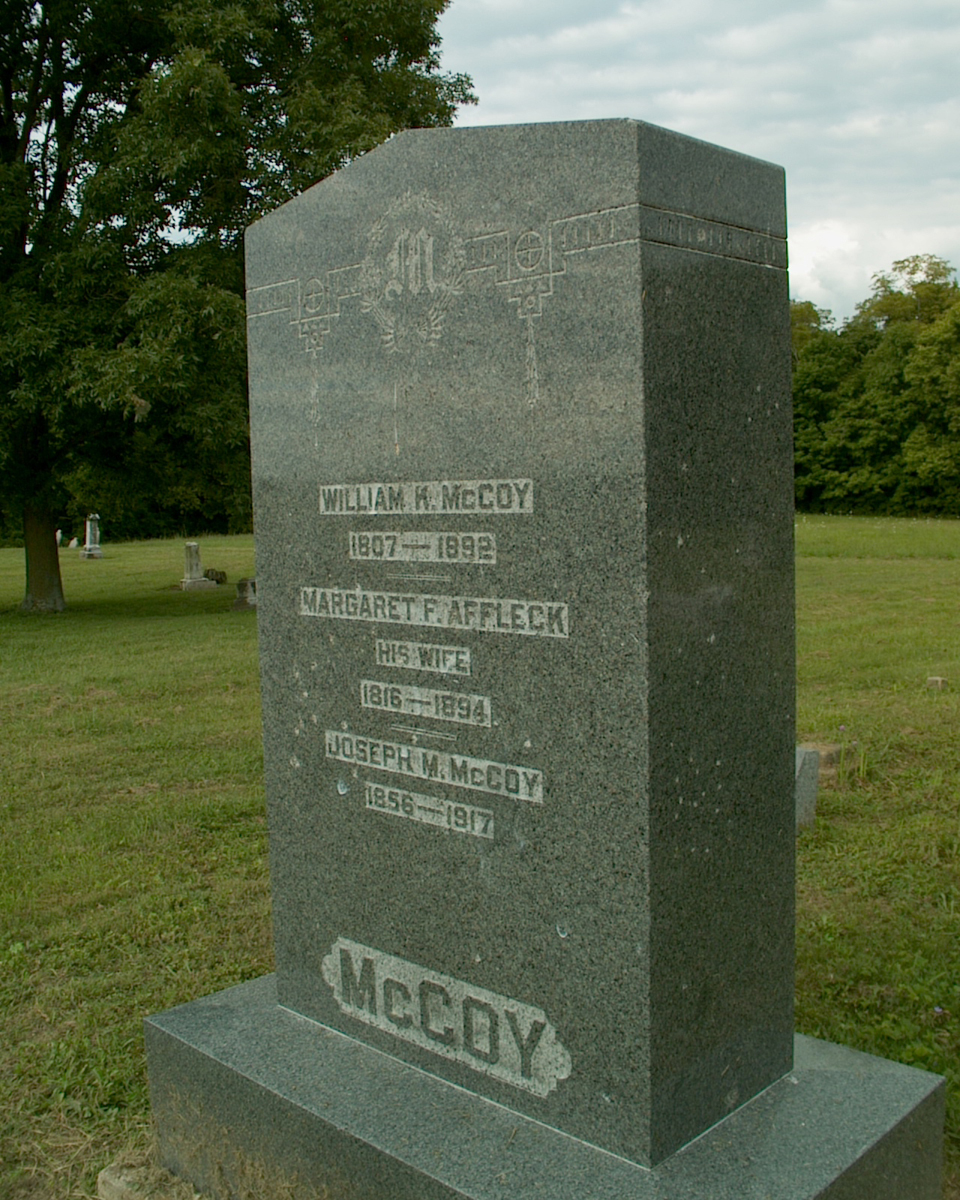 M
WILLIAM K. McCOY
1807—1892
MARGARET F. AFFLECK
HIS WIFE
1816—1894
JOSEPH M. McCOY
1856—1917
McCOY